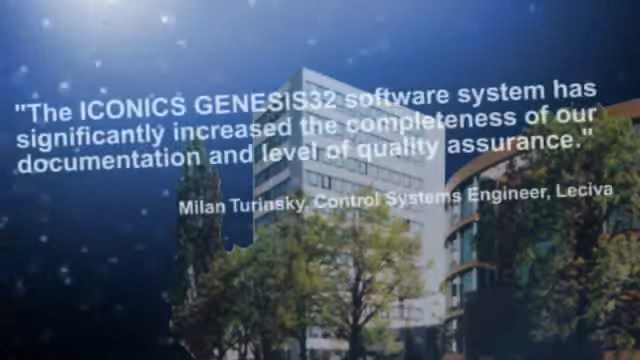 "The ICONICS GENESIS32 software system has
significantly increased the completeness of our
documentation and level of quality assurance."
Milan Turinsky, Control Systems Engineer, Leciva